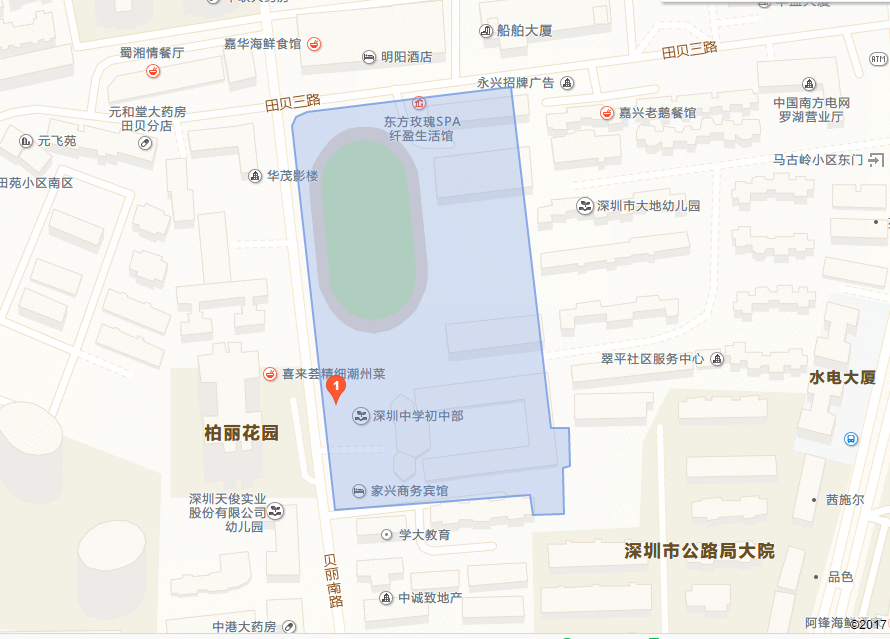 嘉华海鲜食馆
船舶大厦
蜀湘情餐厅
明阳酒店
田贝三路
永兴招牌广告
ATM
田贝三路
元和堂大药房
田贝分店
东方玫瑰SPA
纤盈生活馆
嘉兴老鹅餐馆
中国南方电网
罗湖营业厅
元飞苑
马古岭小区东门
华茂影楼
田苑小区南区
深圳市大地幼儿园
翠平社区服务中心
喜来荟精细潮州菜
水电大厦
1
深圳中学初中部
柏丽花园
家兴商务宾馆
深圳天俊实业
股份有限公司
幼儿园
茜施尔
学大教育
深圳市公路局大院
贝丽南路
品色
中诚致地产
中港大药房
阿锋海鲜
©2017